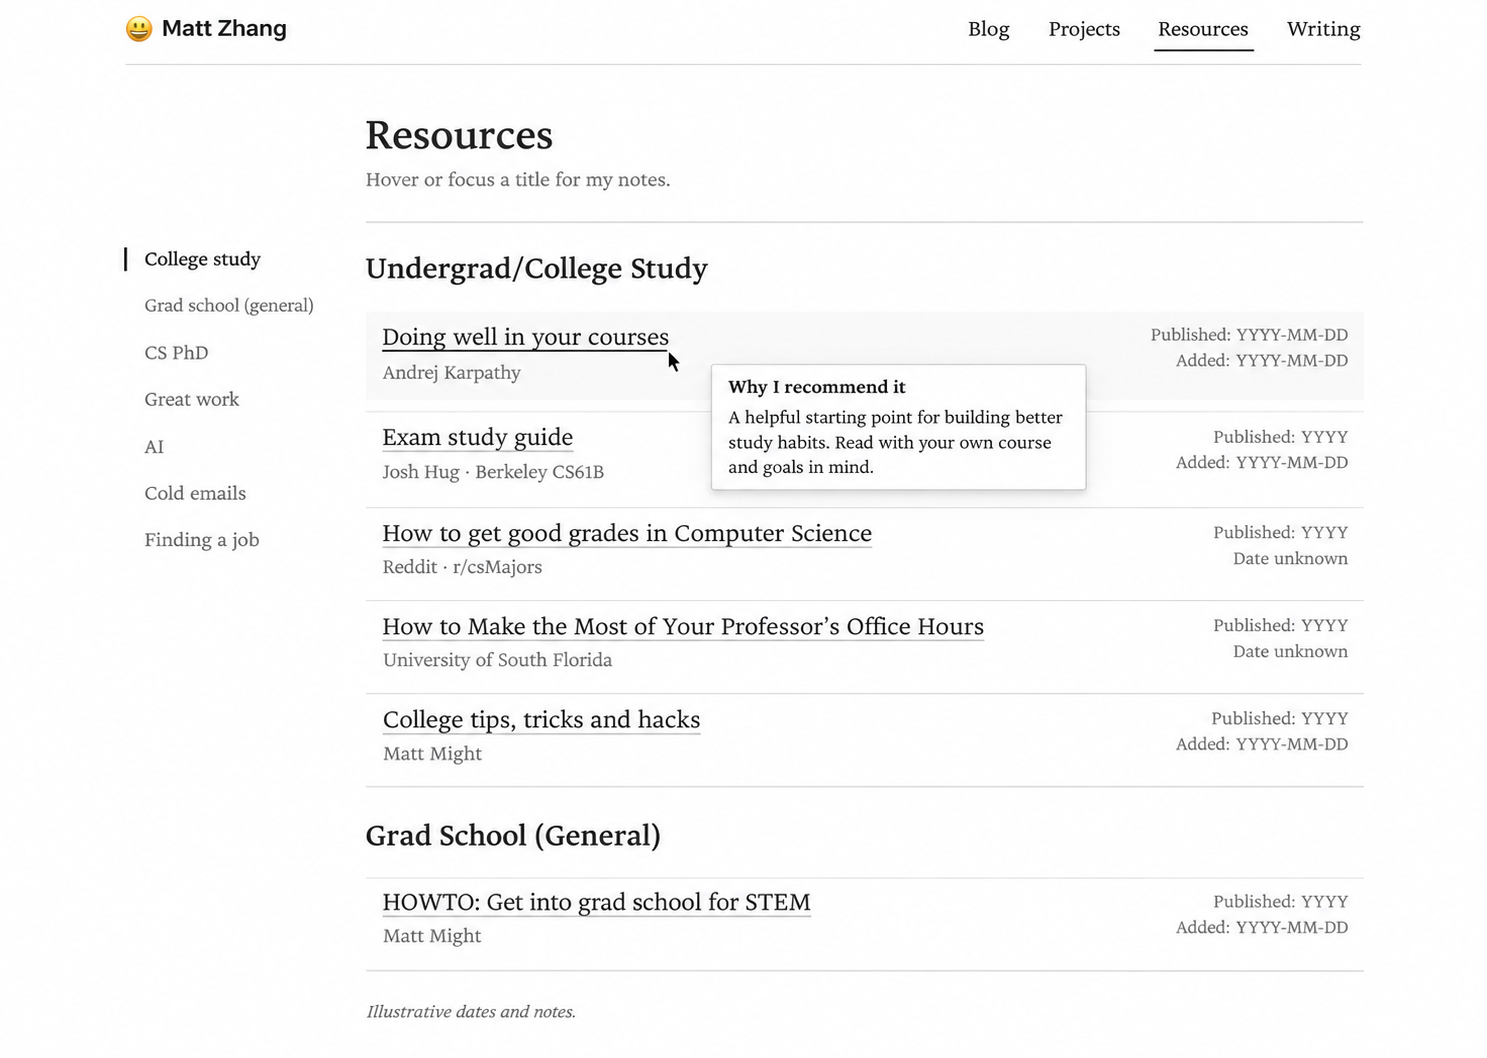 Matt Zhang
Blog Projects Resources Writing
Resources
Hover or focus a title for my notes.
College study
Grad school (general)
CS PhD
Great work
AI
Cold emails
Finding a job
Undergrad/College Study
Doing well in your courses
Andrej Karpathy
Published: YYYY-MM-DD
Added: YYYY-MM-DD
Why I recommend it
A helpful starting point for building better
study habits. Read with your own course
and goals in mind.
Exam study guide
Josh Hug · Berkeley CS61B
Published: YYYY
Added: YYYY-MM-DD
How to get good grades in Computer Science
Reddit · r/csMajors
Published: YYYY
Date unknown
How to Make the Most of Your Professor’s Office Hours
University of South Florida
Published: YYYY
Date unknown
College tips, tricks and hacks
Matt Might
Published: YYYY
Added: YYYY-MM-DD
Grad School (General)
HOWTO: Get into grad school for STEM
Matt Might
Published: YYYY
Added: YYYY-MM-DD
Illustrative dates and notes.